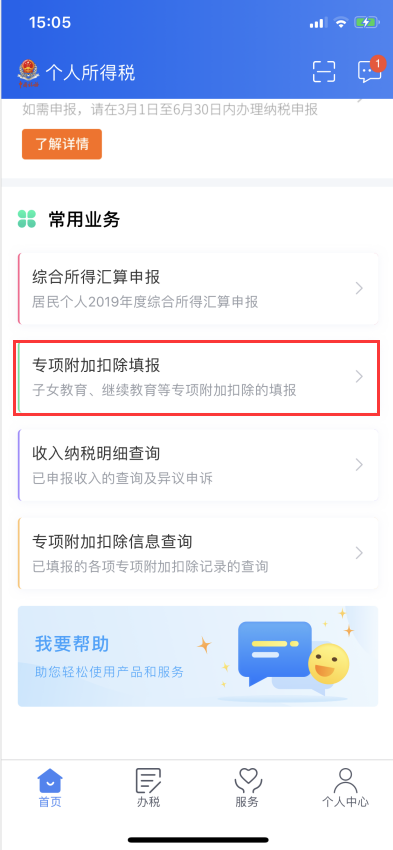 15:05
个人所得税
1
如需申报，请在3月1日至6月30日内办理纳税申报
了解详情
常用业务
综合所得汇算申报
居民个人2019年度综合所得汇算申报
专项附加扣除填报
子女教育、继续教育等专项附加扣除的填报
收入纳税明细查询
已申报收入的查询及异议申诉
专项附加扣除信息查询
已填报的各项专项附加扣除记录的查询
我要帮助
助您轻松使用产品和服务
首页
办税
服务
个人中心